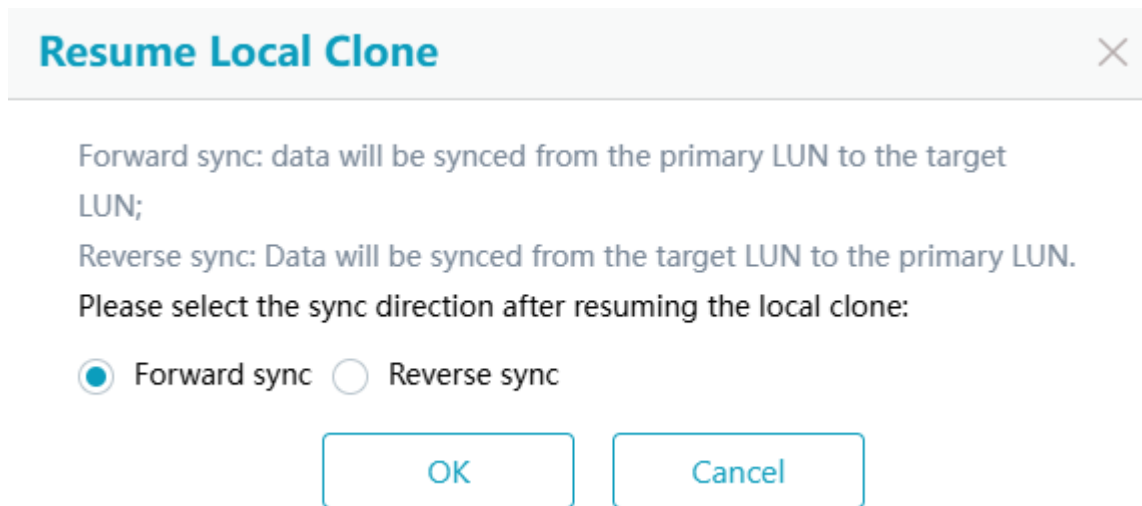 Resume Local Clone
Forward sync: data will be synced from the primary LUN to the target
LUN;
Reverse sync: Data will be synced from the target LUN to the primary LUN.
Please select the sync direction after resuming the local clone:
Forward sync Reverse sync
OK Cancel